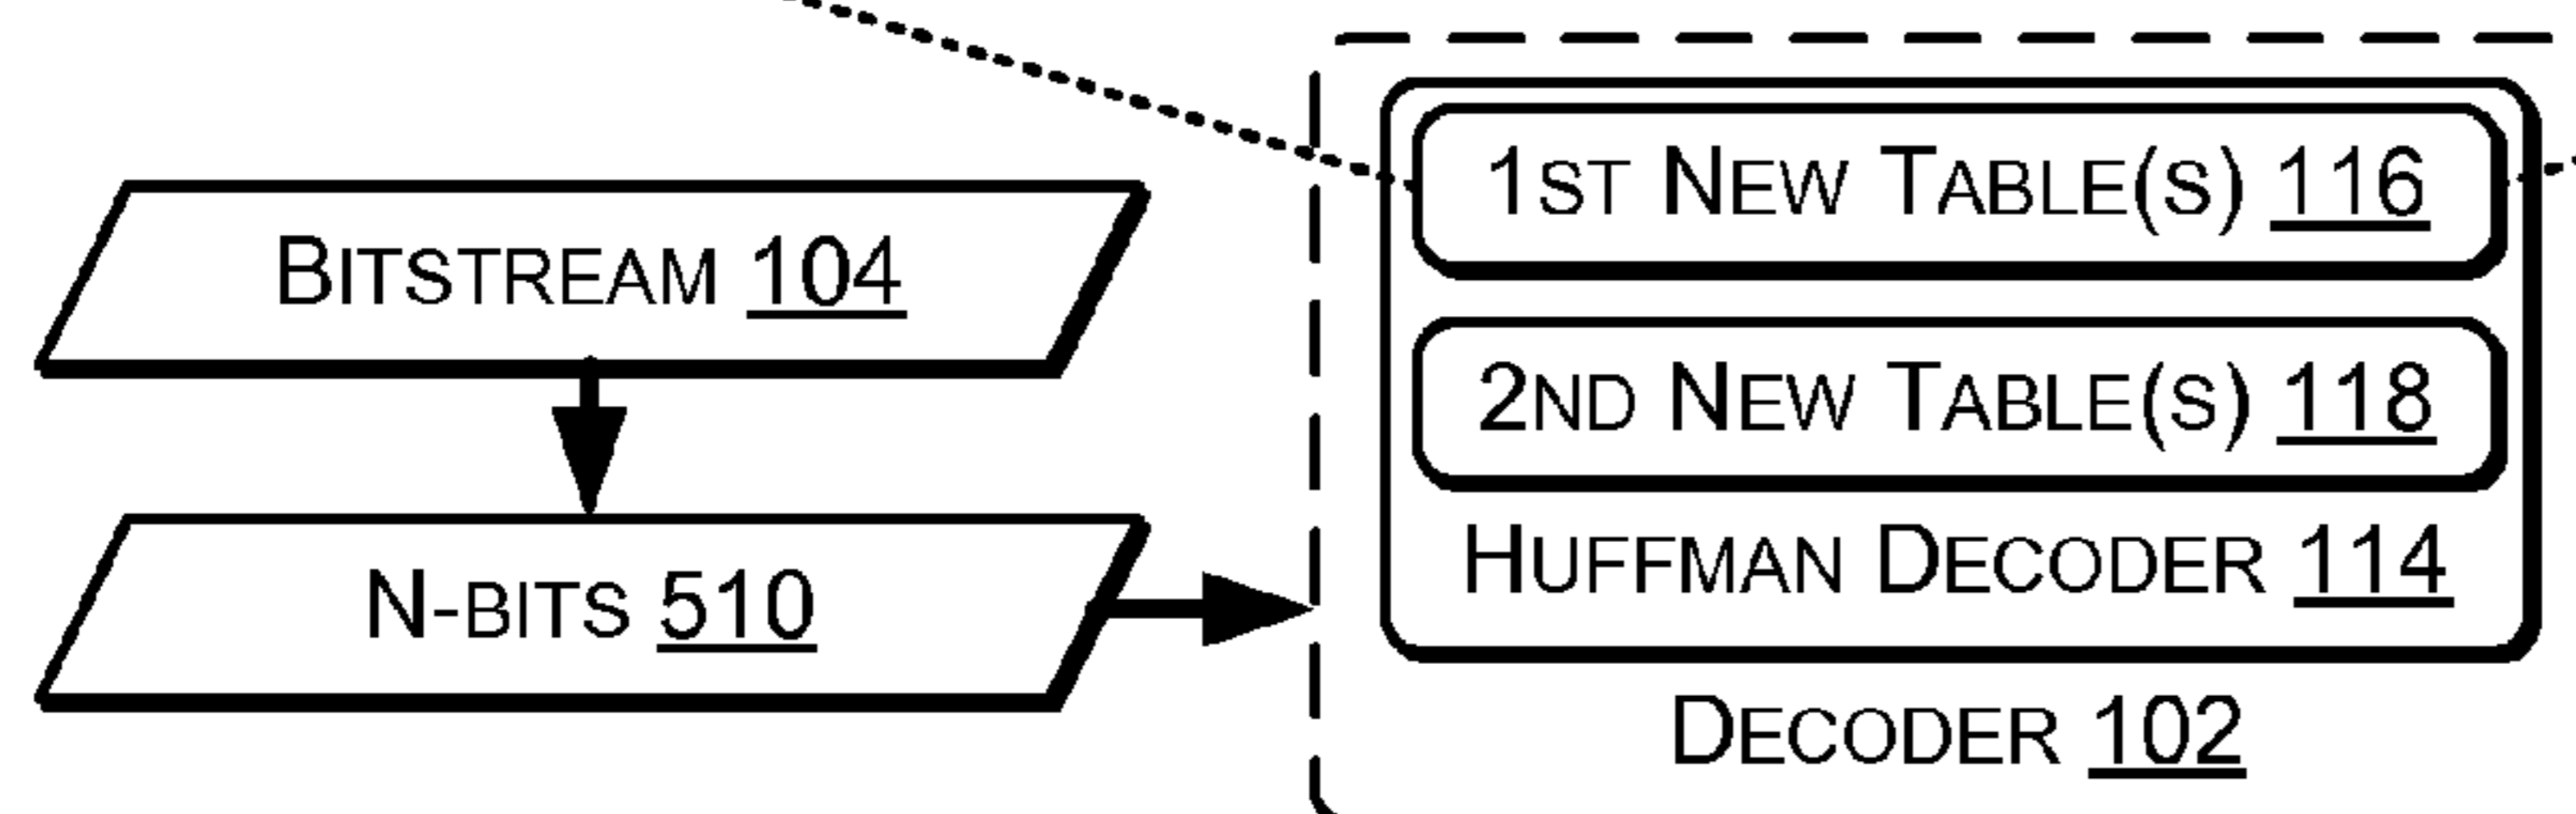 1ST NEW TABLE(S) 116
BITSTREAM 104
2ND NEW TABLE(S) 118
HUFFMAN DECODER 114
N-BITS 510
DECODER 102